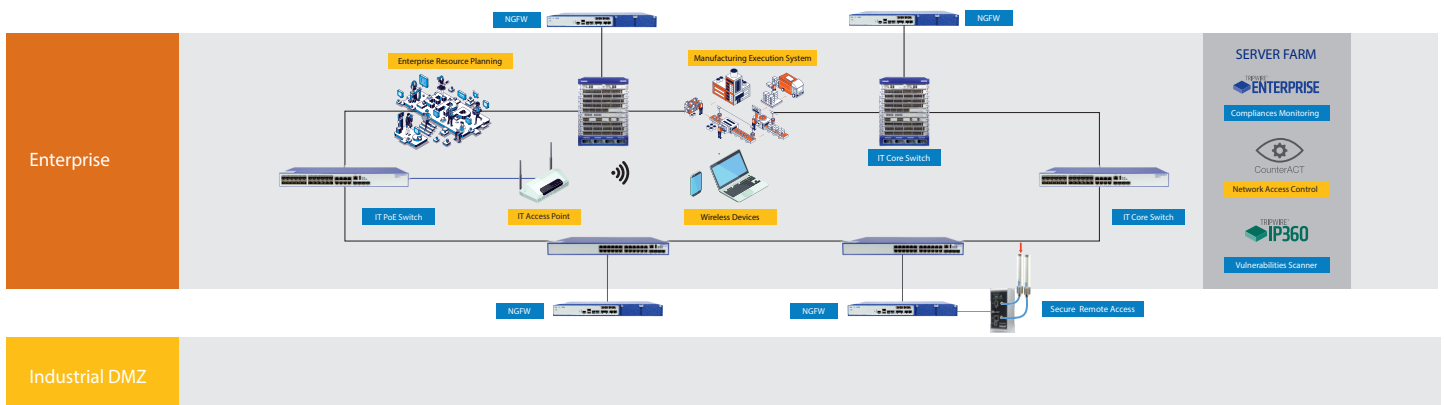 NGFW
NGFW
Enterprise Resource Planning
Manufacturing Execution System
SERVER FARM
TRIPWIRE
ENTERPRISE
Compliances Monitoring
Enterprise
IT Core Switch
CounterACT
Network Access Control
IT PoE Switch
IT Access Point
Wireless Devices
IT Core Switch
TRIPWIRE
IP360
Vulnerabilities Scanner
NGFW
NGFW
Secure Remote Access
Industrial DMZ